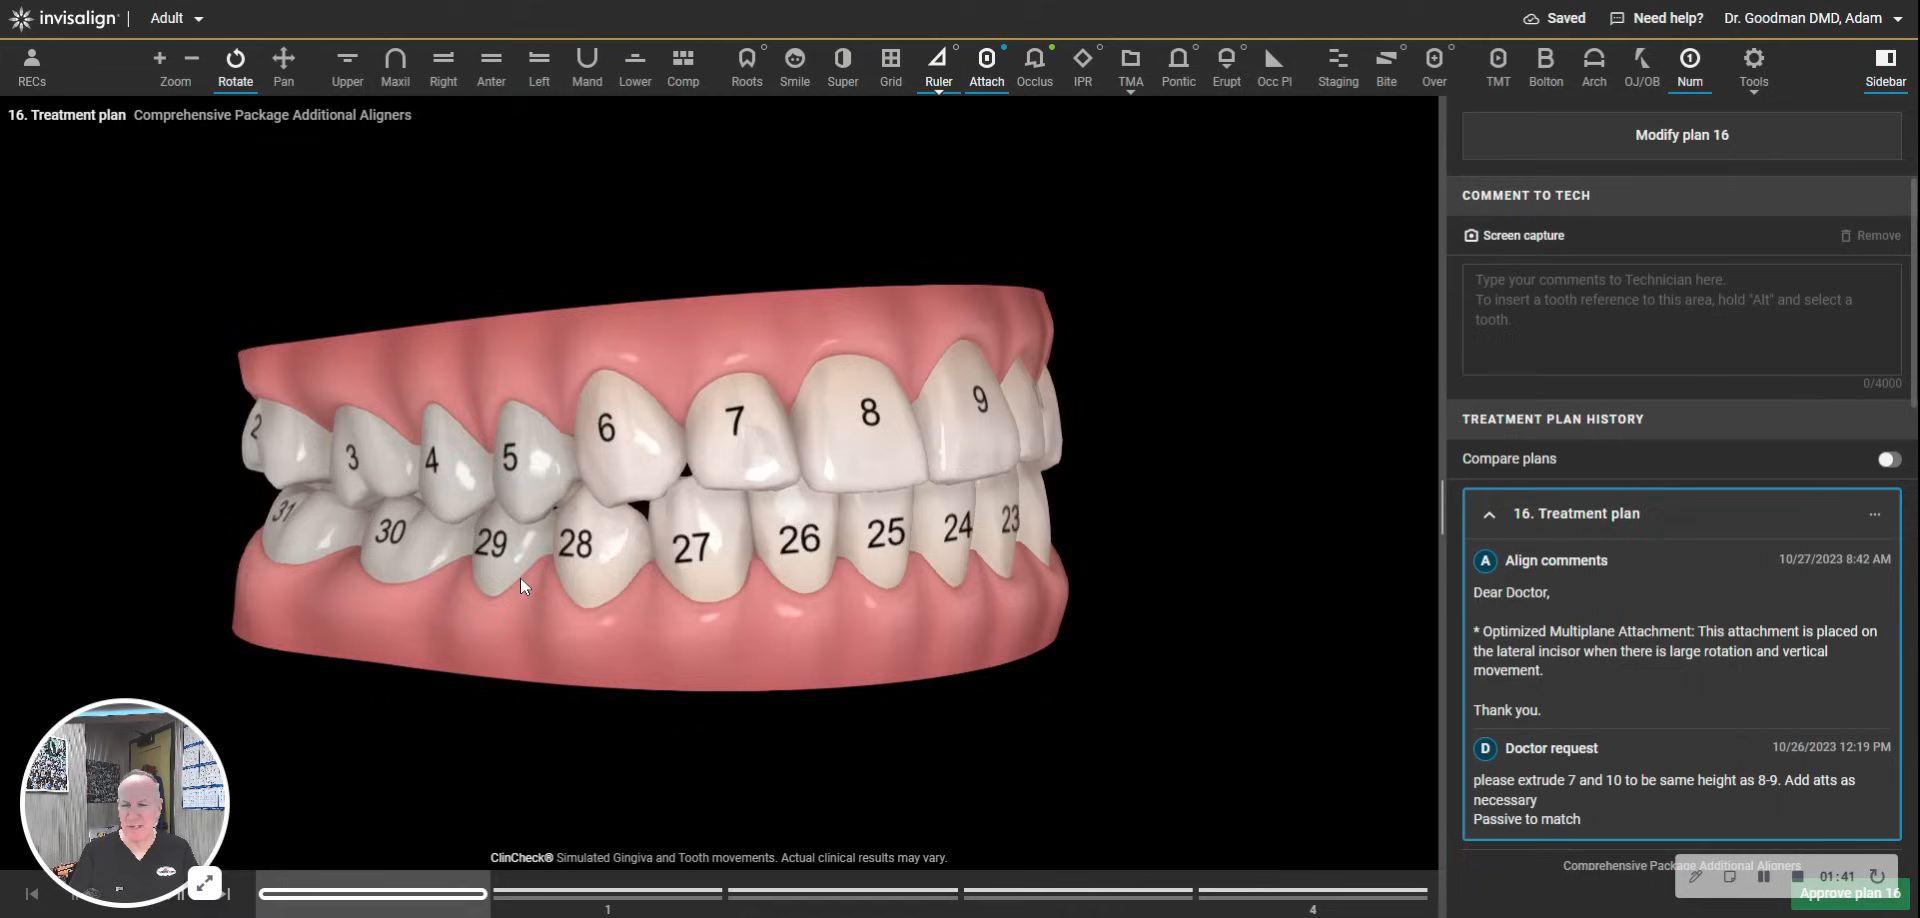 invisalign Adult Saved Need help? Dr. Goodman DMD, Adam
RECs Zoom Rotate Pan Upper Maxil Right Anter Left Mand Lower Comp Roots Smile Super Grid Ruler Attach Occlus IPR TMA Pontic Erupt Occ Pl Staging Bite Over TMT Bolton Arch OJ/OB Num Tools Sidebar
16. Treatment plan Comprehensive Package Additional Aligners
Modify plan 16
COMMENT TO TECH
Screen capture Remove
Type your comments to Technician here.
To insert a tooth reference to this area, hold "Alt" and select a
tooth.
0/4000
TREATMENT PLAN HISTORY
Compare plans
16. Treatment plan
A Align comments 10/27/2023 8:42 AM
Dear Doctor,
* Optimized Multiplane Attachment: This attachment is placed on
the lateral incisor when there is large rotation and vertical
movement.
Thank you.
D Doctor request 10/26/2023 12:19 PM
please extrude 7 and 10 to be same height as 8-9. Add atts as
necessary
Passive to match
Comprehensive Package Additional Aligners
01:41
Approve plan 16
2 3 4 5 6 7 8 9
31 30 29 28 27 26 25 24 23
ClinCheck® Simulated Gingiva and Tooth movements. Actual clinical results may vary.
1 4